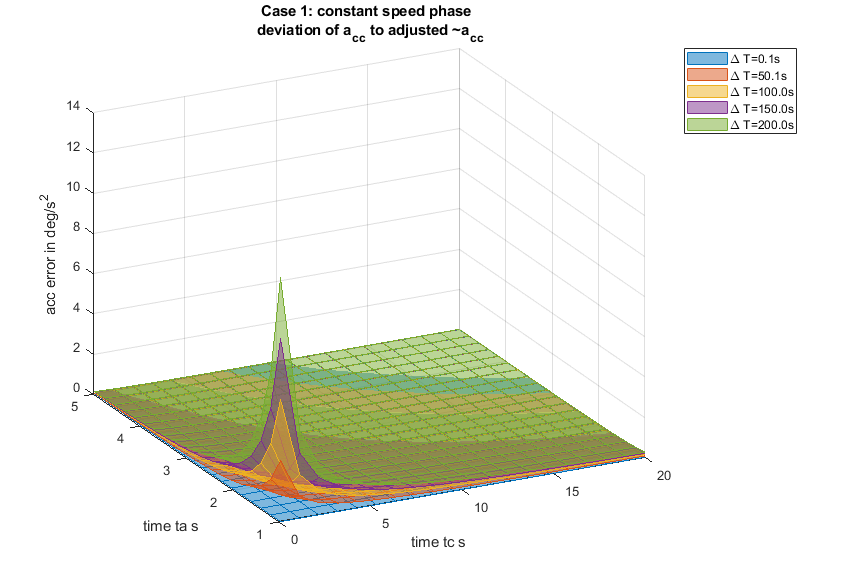 Case 1: constant speed phase
deviation of a_cc to adjusted ~a_cc
Δ T=0.1s
Δ T=50.1s
Δ T=100.0s
Δ T=150.0s
Δ T=200.0s
14
12
10
8
6
4
2
0
acc error in deg/s²
5
4
3
2
1
time ta s
0
5
10
15
20
time tc s